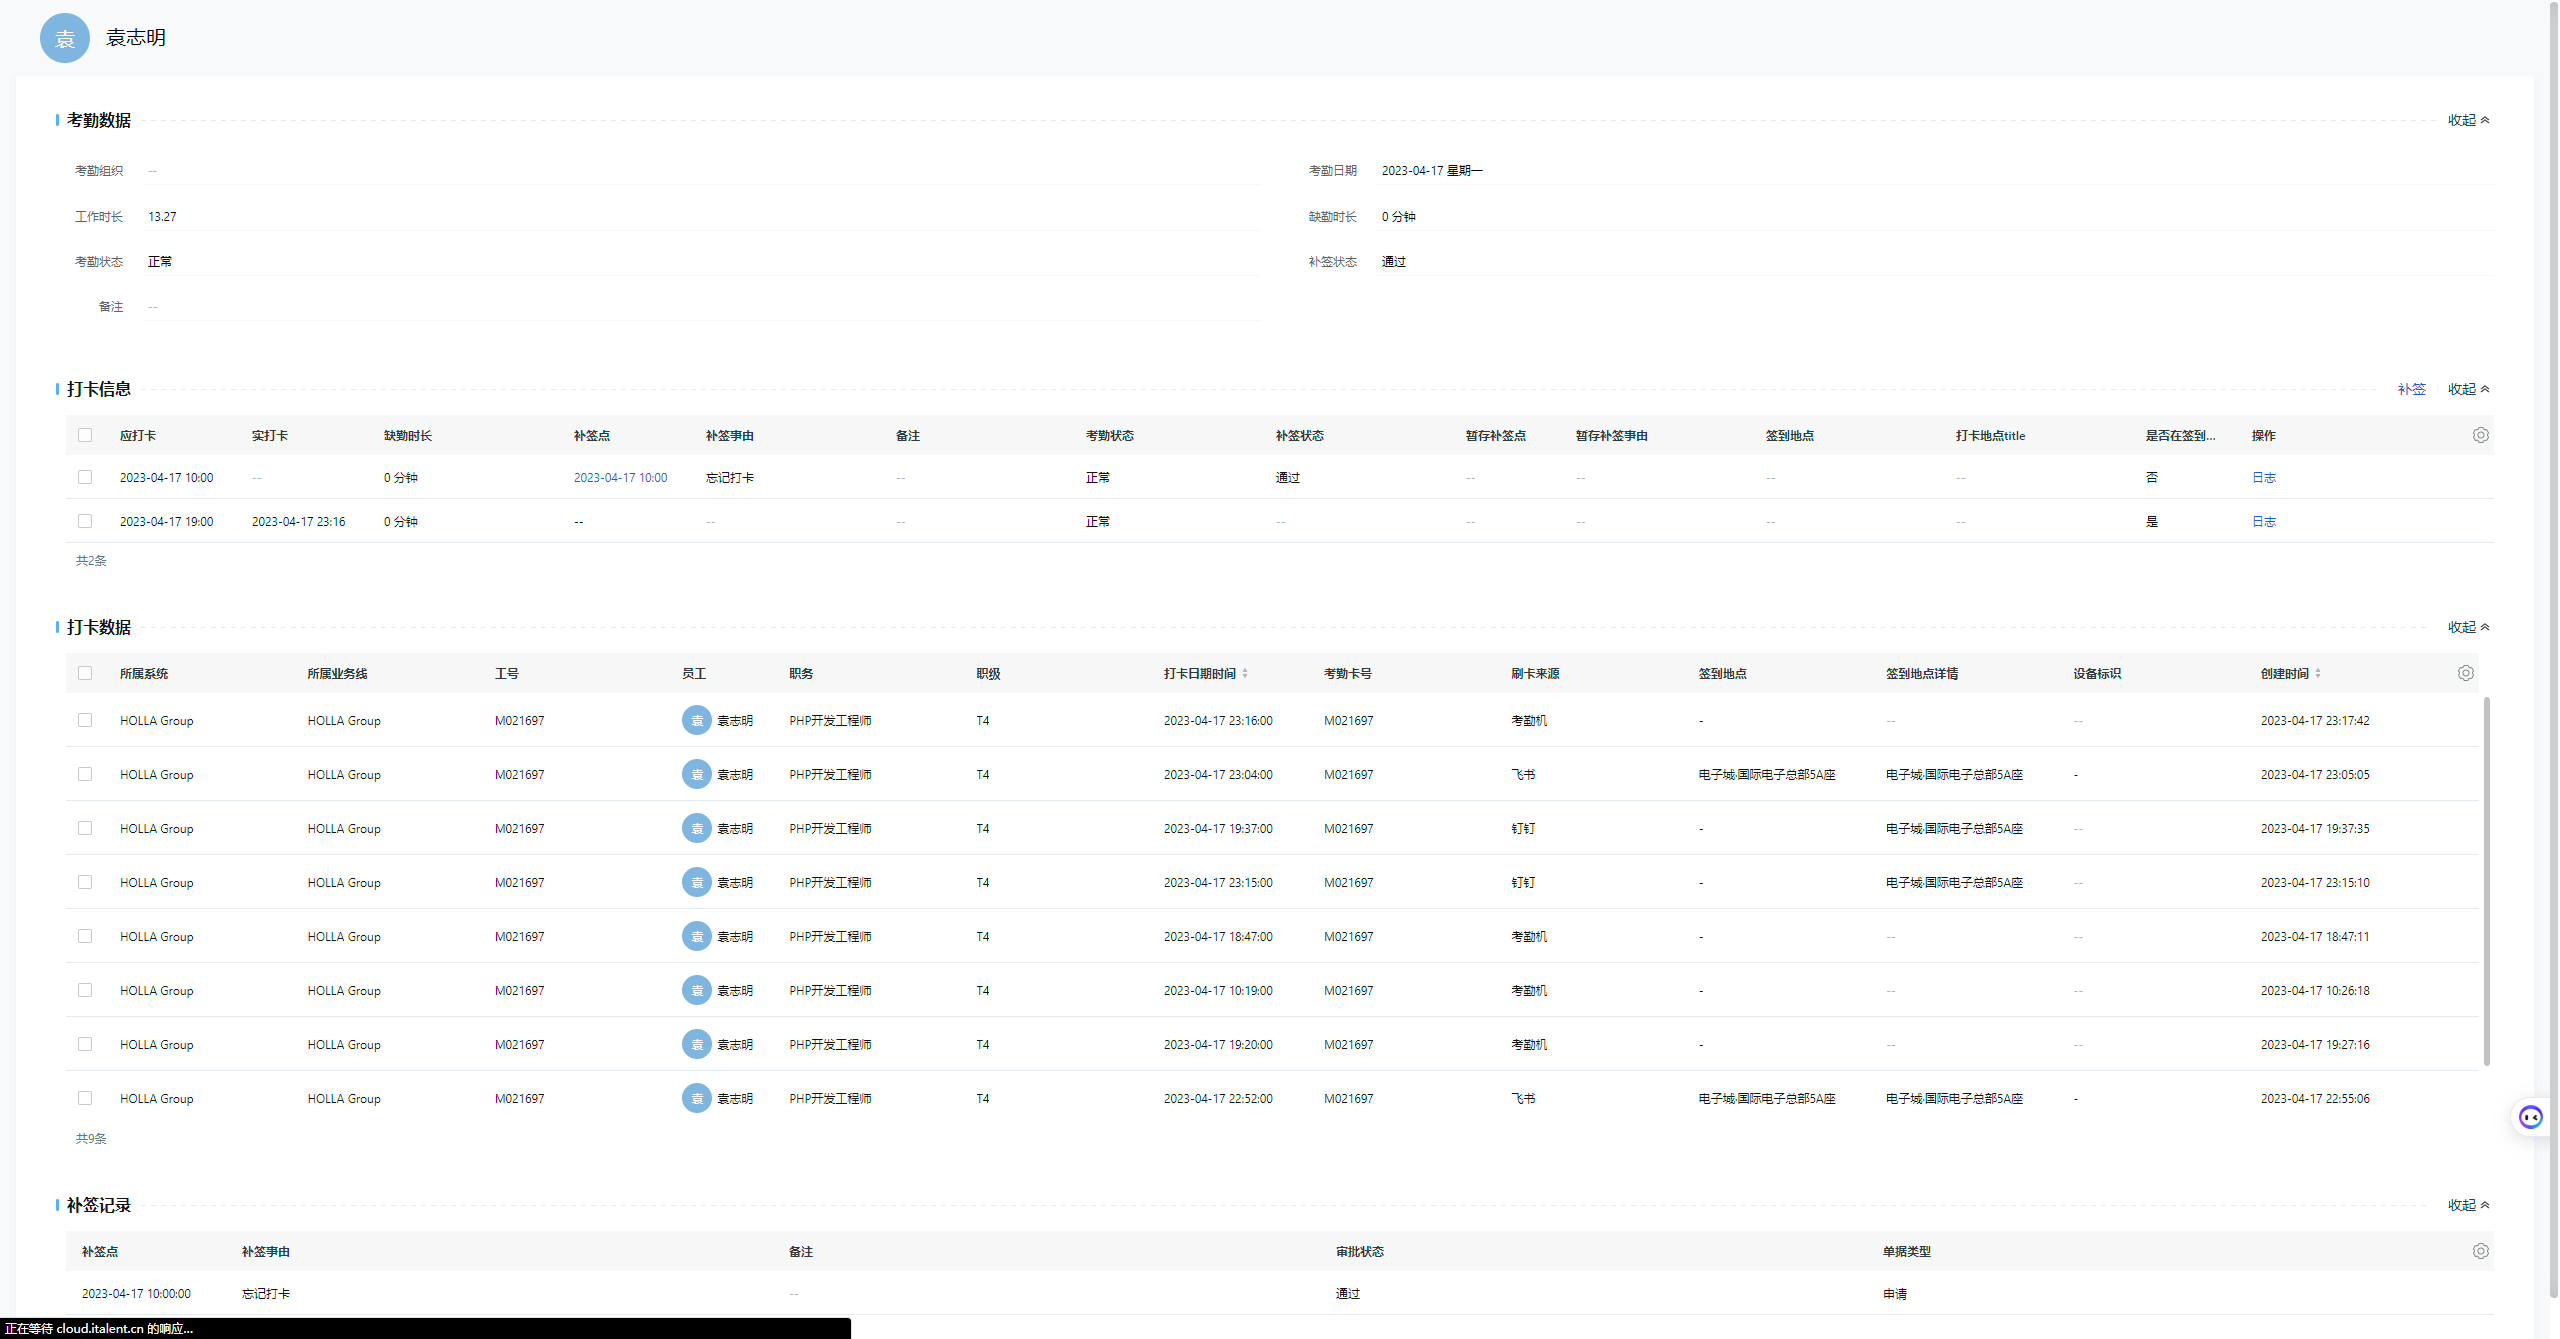 袁 袁志明
考勤数据 收起
考勤组织 -- 考勤日期 2023-04-17 星期一
工作时长 13.27 缺勤时长 0 分钟
考勤状态 正常 补签状态 通过
备注 --
打卡信息 补签 收起
应打卡 实打卡 缺勤时长 补签点 补签事由 备注 考勤状态 补签状态 暂存补签点 暂存补签事由 签到地点 打卡地点title 是否在签到... 操作
2023-04-17 10:00 -- 0 分钟 2023-04-17 10:00 忘记打卡 -- 正常 通过 -- -- -- -- 否 日志
2023-04-17 19:00 2023-04-17 23:16 0 分钟 -- -- -- 正常 -- -- -- -- -- 是 日志
共2条
打卡数据 收起
所属系统 所属业务线 工号 员工 职务 职级 打卡日期时间 考勤卡号 刷卡来源 签到地点 签到地点详情 设备标识 创建时间
HOLLA Group HOLLA Group M021697 袁 袁志明 PHP开发工程师 T4 2023-04-17 23:16:00 M021697 考勤机 - -- -- 2023-04-17 23:17:42
HOLLA Group HOLLA Group M021697 袁 袁志明 PHP开发工程师 T4 2023-04-17 23:04:00 M021697 飞书 电子城·国际电子总部5A座 电子城·国际电子总部5A座 - 2023-04-17 23:05:05
HOLLA Group HOLLA Group M021697 袁 袁志明 PHP开发工程师 T4 2023-04-17 19:37:00 M021697 钉钉 - 电子城·国际电子总部5A座 -- 2023-04-17 19:37:35
HOLLA Group HOLLA Group M021697 袁 袁志明 PHP开发工程师 T4 2023-04-17 23:15:00 M021697 钉钉 - 电子城·国际电子总部5A座 -- 2023-04-17 23:15:10
HOLLA Group HOLLA Group M021697 袁 袁志明 PHP开发工程师 T4 2023-04-17 18:47:00 M021697 考勤机 - -- -- 2023-04-17 18:47:11
HOLLA Group HOLLA Group M021697 袁 袁志明 PHP开发工程师 T4 2023-04-17 10:19:00 M021697 考勤机 - -- -- 2023-04-17 10:26:18
HOLLA Group HOLLA Group M021697 袁 袁志明 PHP开发工程师 T4 2023-04-17 19:20:00 M021697 考勤机 - -- -- 2023-04-17 19:27:16
HOLLA Group HOLLA Group M021697 袁 袁志明 PHP开发工程师 T4 2023-04-17 22:52:00 M021697 飞书 电子城·国际电子总部5A座 电子城·国际电子总部5A座 - 2023-04-17 22:55:06
共9条
补签记录 收起
补签点 补签事由 备注 审批状态 单据类型
2023-04-17 10:00:00 忘记打卡 -- 通过 申请
正在等待 cloud.italent.cn 的响应...